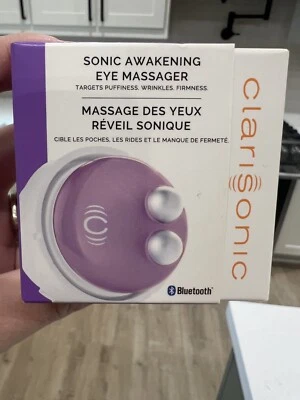 SONIC AWAKENING
EYE MASSAGER
TARGETS PUFFINESS. WRINKLES. FIRMNESS.
MASSAGE DES YEUX
RÉVEIL SONIQUE
CIBLE LES POCHES, LES RIDES ET LE MANQUE DE FERMETÉ.
Bluetooth®
clarisonic